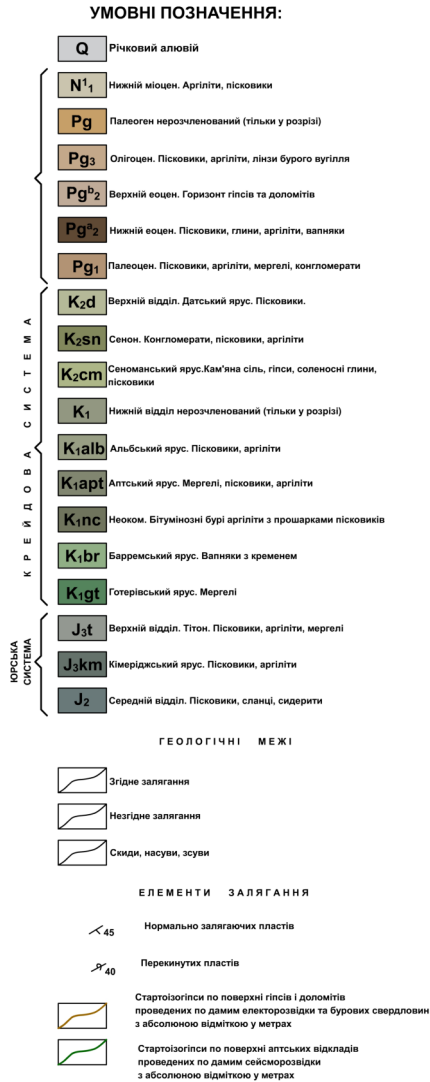 УМОВНІ ПОЗНАЧЕННЯ:
Q Річковий алювій
N¹₁ Нижній міоцен. Аргіліти, пісковики
Pg Палеоген нерозчленований (тільки у розрізі)
Pg₃ Олігоцен. Пісковики, аргіліти, лінзи бурого вугілля
Pgᵇ₂ Верхній еоцен. Горизонт гіпсів та доломітів
Pgᵃ₂ Нижній еоцен. Пісковики, глини, аргіліти, вапняки
Pg₁ Палеоцен. Пісковики, аргіліти, мергелі, конгломерати
КРЕЙДОВА СИСТЕМА
K₂d Верхній відділ. Датський ярус. Пісковики.
K₂sn Сенон. Конгломерати, пісковики, аргіліти
K₂cm Сеноманський ярус.Кам'яна сіль, гіпси, соленосні глини,
пісковики
K₁ Нижній відділ нерозчленований (тільки у розрізі)
K₁alb Альбський ярус. Пісковики, аргіліти
K₁apt Аптський ярус. Мергелі, пісковики, аргіліти
K₁nc Неоком. Бітумінозні бурі аргіліти з прошарками пісковиків
K₁br Барремський ярус. Вапняки з кременем
K₁gt Готерівський ярус. Мергелі
ЮРСЬКА
СИСТЕМА
J₃t Верхній відділ. Тітон. Пісковики, аргіліти, мергелі
J₃km Кімеріджський ярус. Пісковики, аргіліти
J₂ Середній відділ. Пісковики, сланці, сидерити
ГЕОЛОГІЧНІ МЕЖІ
Згідне залягання
Незгідне залягання
Скиди, насуви, зсуви
ЕЛЕМЕНТИ ЗАЛЯГАННЯ
45 Нормально залягаючих пластів
40 Перекинутих пластів
Стартоізогіпси по поверхні гіпсів і доломітів
проведених по дамим електорозвідки та бурових свердловин
з абсолюною відміткою у метрах
Стартоізогіпси по поверхні аптських відкладів
проведених по дамим сейсморозвідки
з абсолюною відміткою у метрах